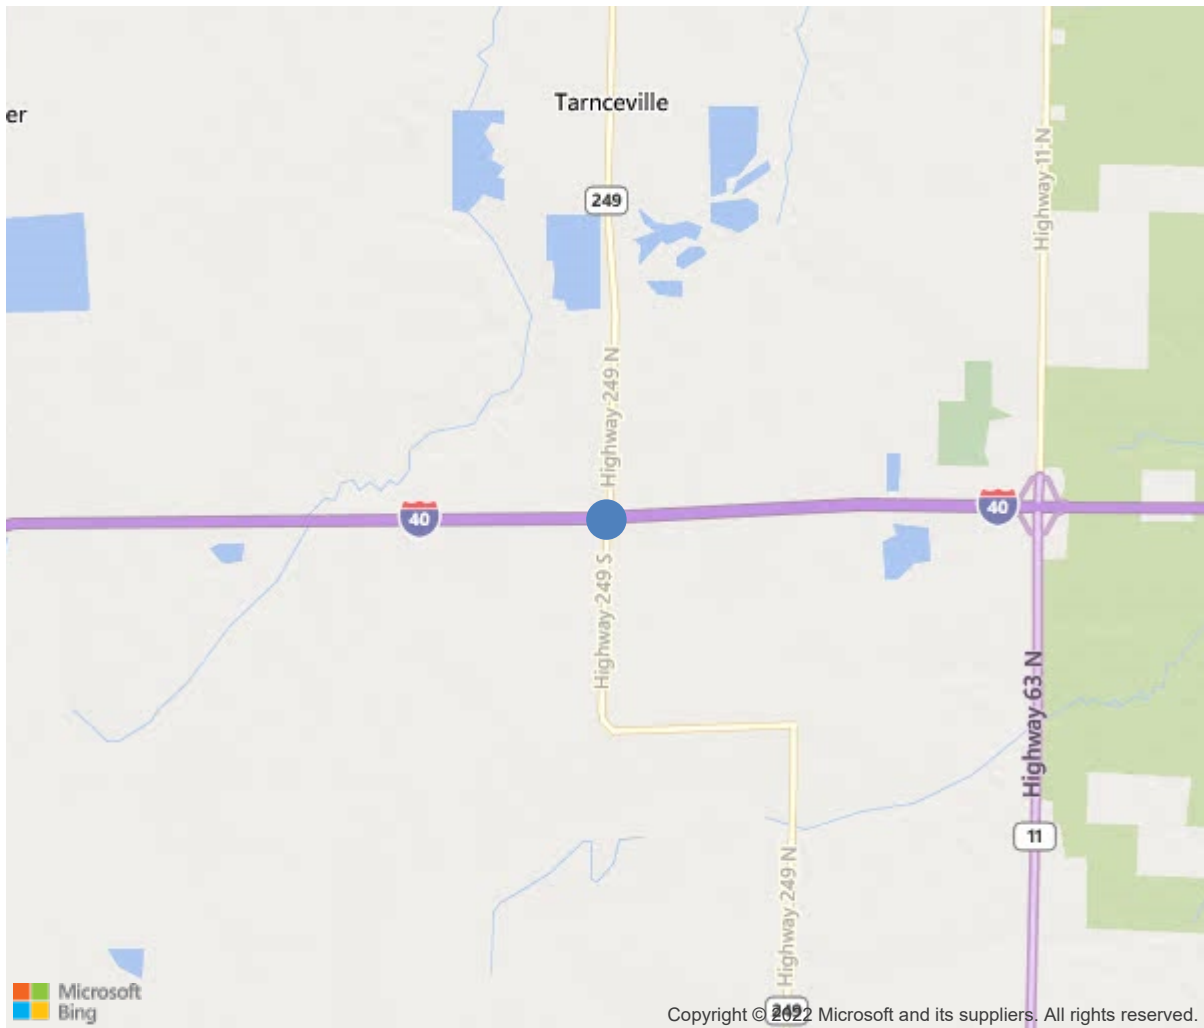 Tarnceville
er
249
Highway 11 N
Highway 249 N
40
40
Highway 249 S
Highway 63 N
11
Highway 249 N
249
Microsoft
Bing
Copyright © 2022 Microsoft and its suppliers. All rights reserved.